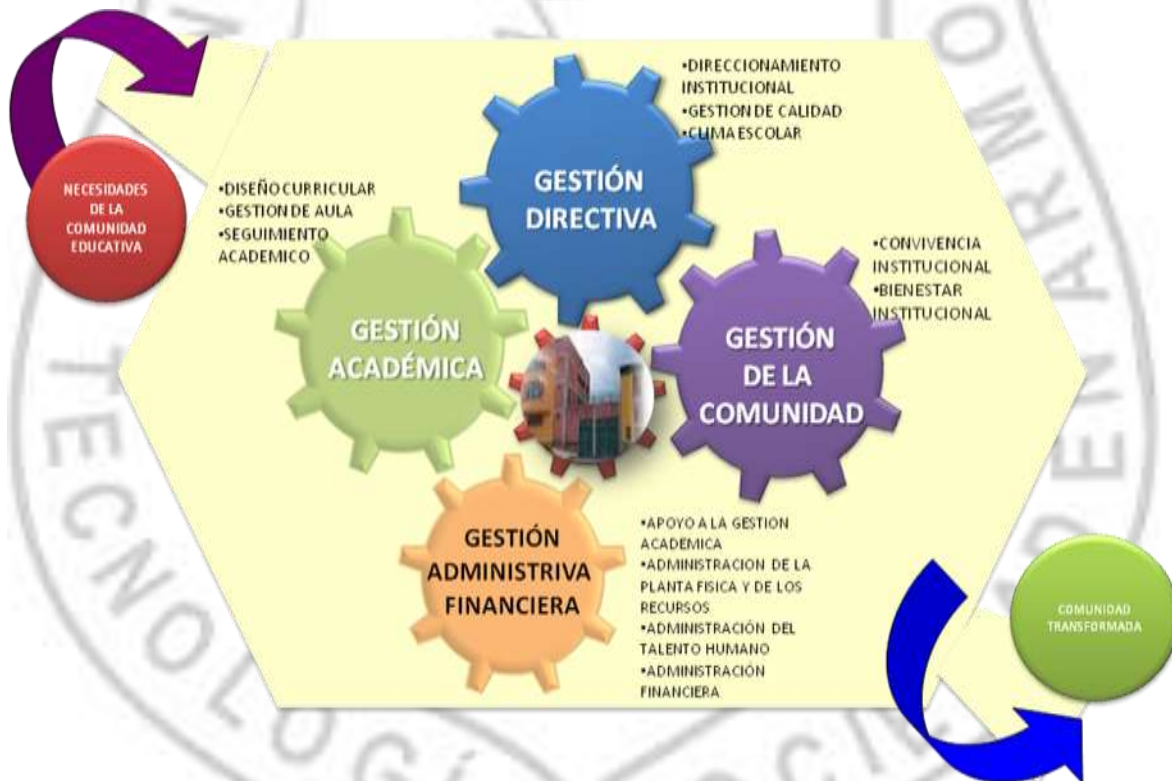 NECESIDADES
DE LA
COMUNIDAD
EDUCATIVA
•DISEÑO CURRICULAR
•GESTION DE AULA
•SEGUIMIENTO
ACADEMICO
GESTIÓN
ACADÉMICA
•DIRECCIONAMIENTO
INSTITUCIONAL
•GESTION DE CALIDAD
•CLIMA ESCOLAR
GESTIÓN
DIRECTIVA
•CONVIVENCIA
INSTITUCIONAL
•BIENESTAR
INSTITUCIONAL
GESTIÓN
DE LA
COMUNIDAD
GESTIÓN
ADMINISTRIVA
FINANCIERA
•APOYO A LA GESTION
ACADEMICA
•ADMINISTRACION DE LA
PLANTA FISICA Y DE LOS
RECURSOS
•ADMINISTRACIÓN DEL
TALENTO HUMANO
•ADMINISTRACIÓN
FINANCIERA
COMUNIDAD
TRANSFORMADA